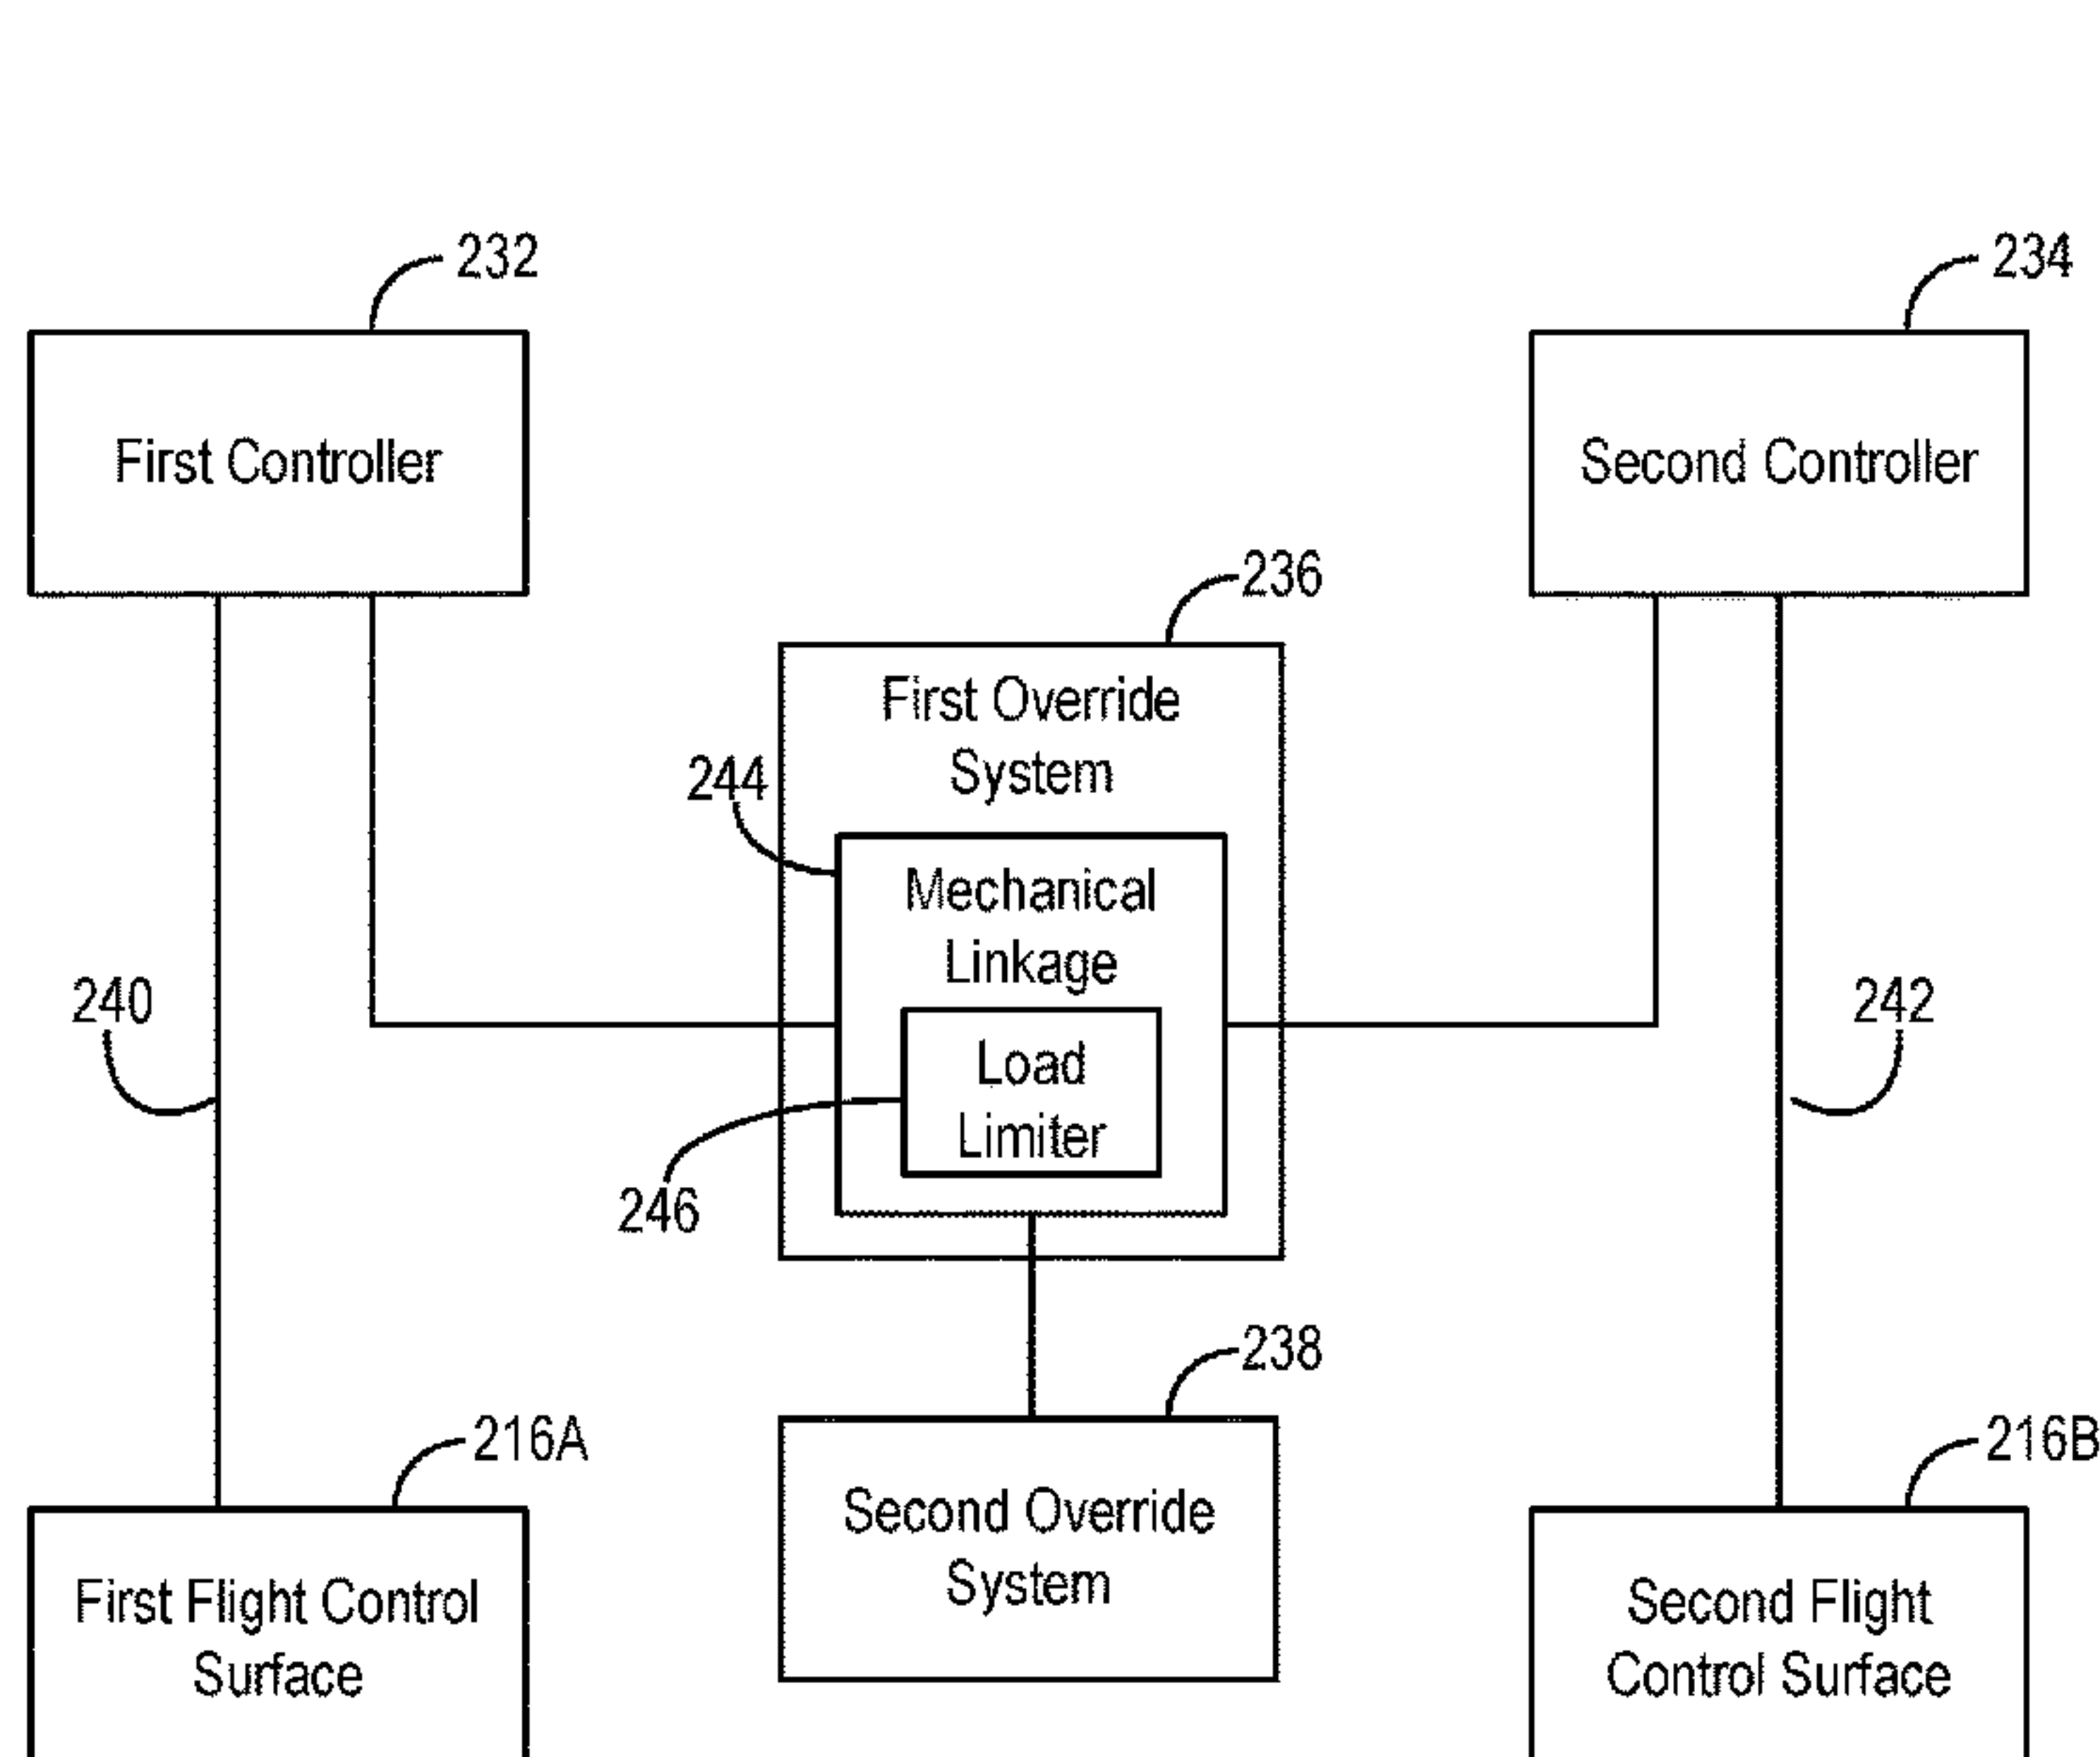 232
234
First Controller
Second Controller
236
First Override
System
244
Mechanical
Linkage
240
242
Load
Limiter
246
238
216A
216B
Second Override
System
First Flight Control
Surface
Second Flight
Control Surface